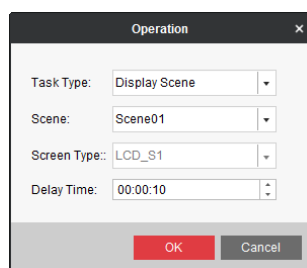 Operation ×
Task Type: Display Scene
Scene: Scene01
Screen Type:: LCD_S1
Delay Time: 00:00:10
OK Cancel